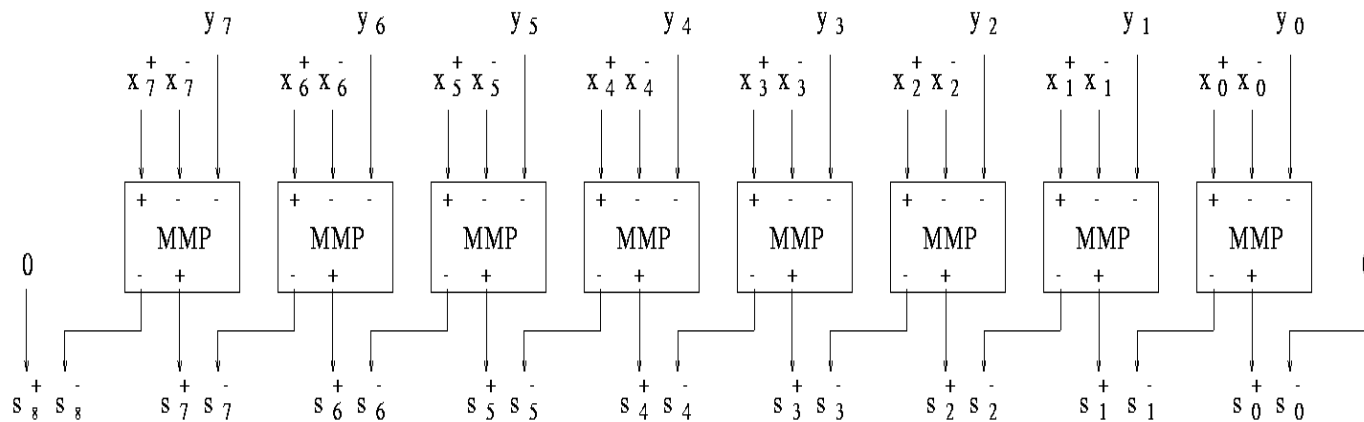 y₇ y₆ y₅ y₄ y₃ y₂ y₁ y₀
x₇⁺ x₇⁻ x₆⁺ x₆⁻ x₅⁺ x₅⁻ x₄⁺ x₄⁻ x₃⁺ x₃⁻ x₂⁺ x₂⁻ x₁⁺ x₁⁻ x₀⁺ x₀⁻
+ - - + - - + - - + - - + - - + - - + - - + - -
MMP MMP MMP MMP MMP MMP MMP MMP
0
- + - + - + - + - + - + - + - +
s₈⁺ s₈⁻ s₇⁺ s₇⁻ s₆⁺ s₆⁻ s₅⁺ s₅⁻ s₄⁺ s₄⁻ s₃⁺ s₃⁻ s₂⁺ s₂⁻ s₁⁺ s₁⁻ s₀⁺ s₀⁻